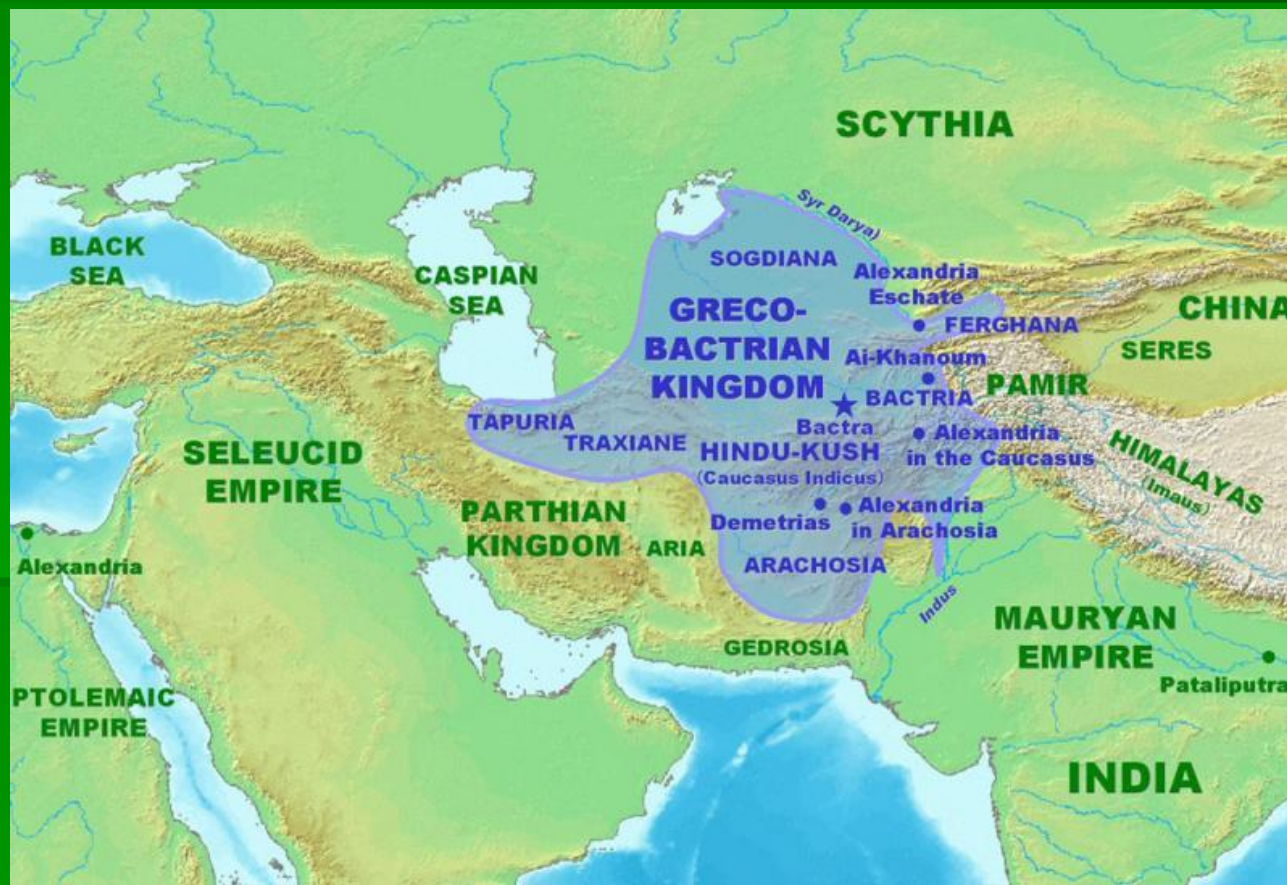 SCYTHIA
Syr Darya)
BLACK
SEA
CASPIAN
SEA
SOGDIANA
Alexandria
Eschate
GRECO-
BACTRIAN
KINGDOM
FERGHANA
CHINA
SERES
Ai-Khanoum
PAMIR
BACTRIA
Bactra
TAPURIA
TRAXIANE
HINDU-KUSH
(Caucasus Indicus)
Alexandria
in the Caucasus
HIMALAYAS
(Imaus)
SELEUCID
EMPIRE
PARTHIAN
KINGDOM
ARIA
Demetrias
Alexandria
in Arachosia
ARACHOSIA
Alexandria
Indus
GEDROSIA
MAURYAN
EMPIRE
Pataliputra
PTOLEMAIC
EMPIRE
INDIA